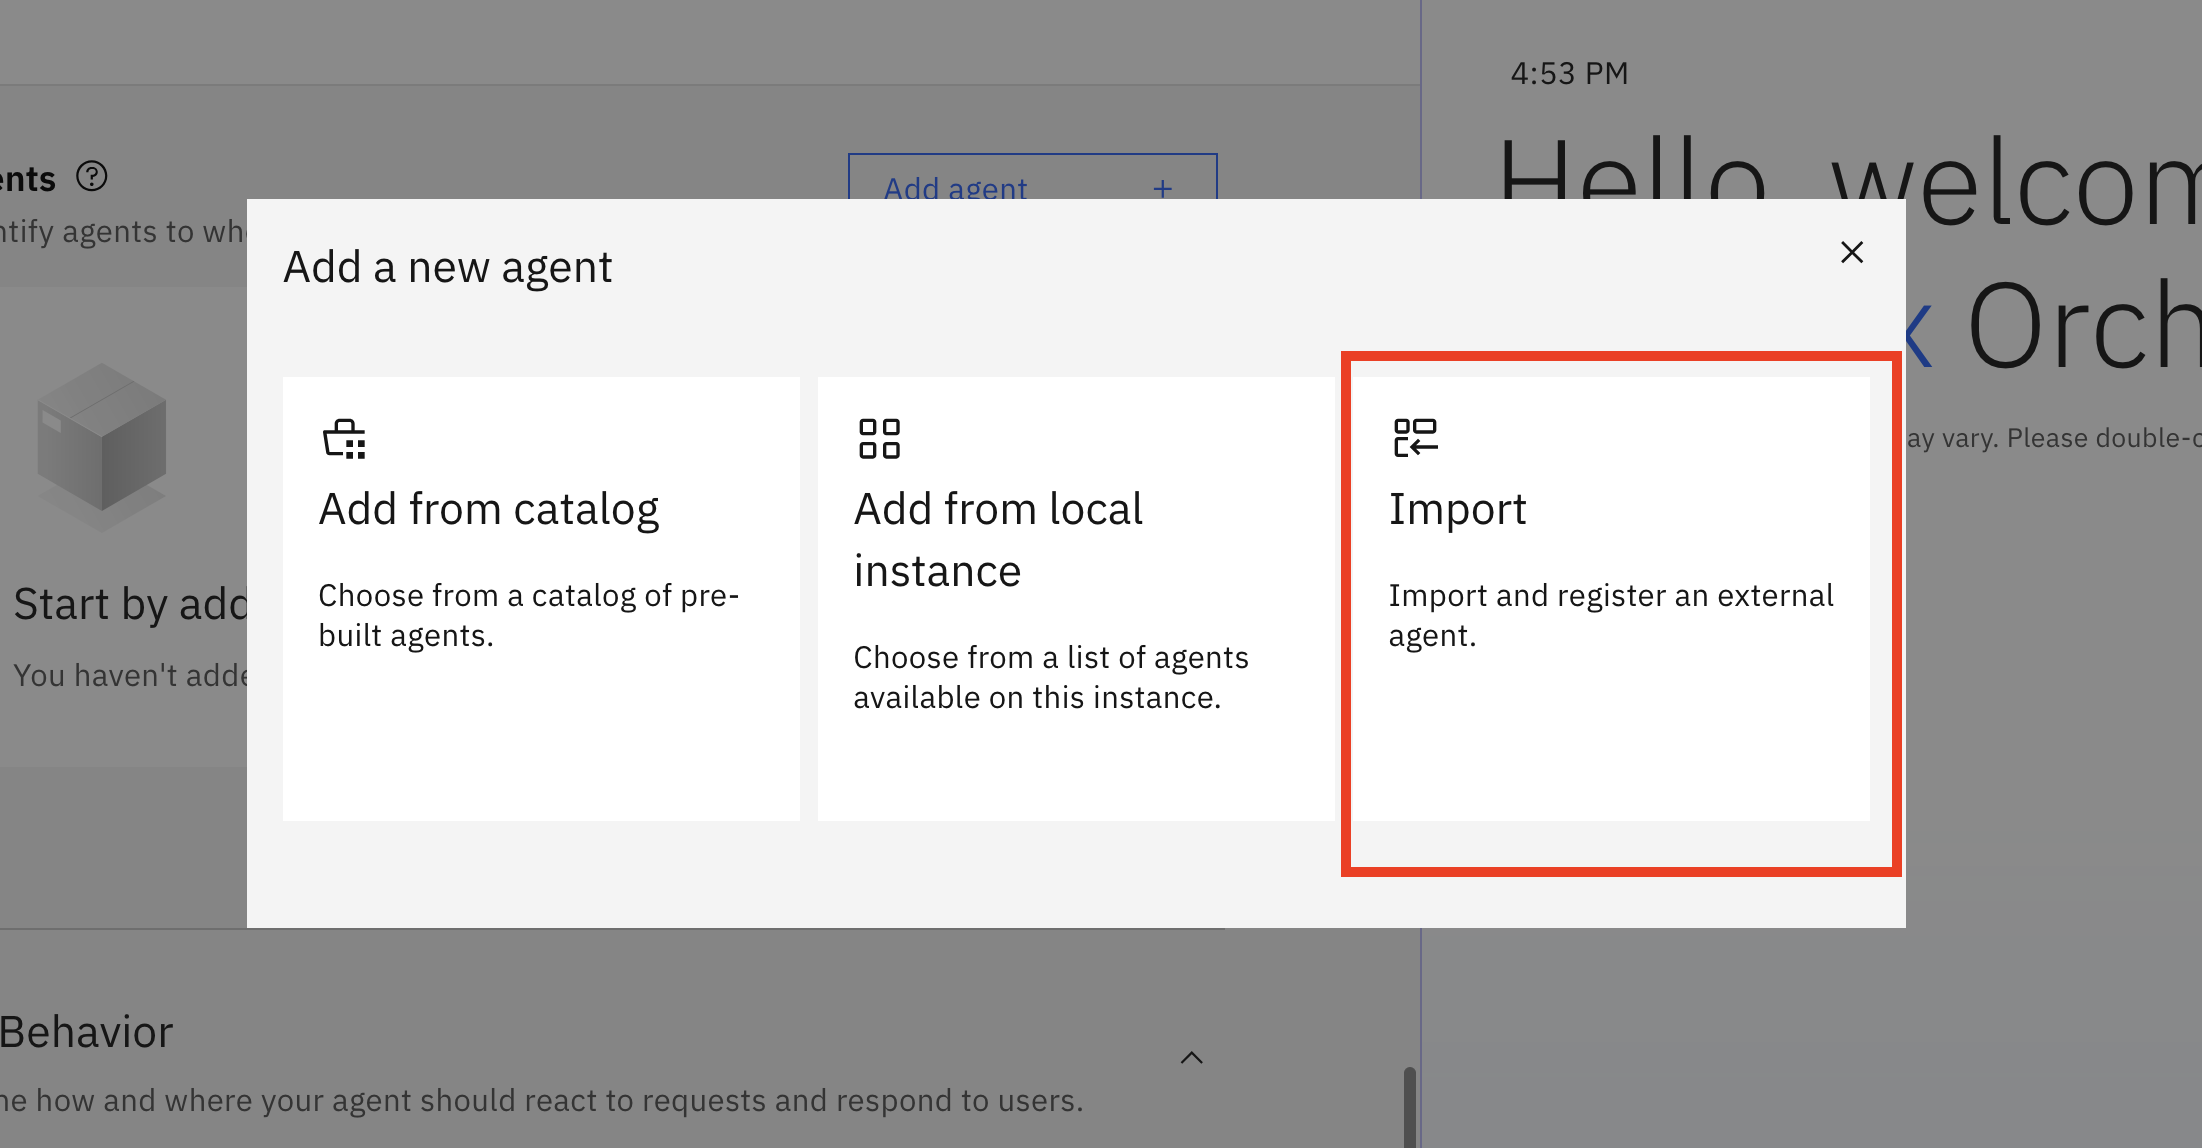 4:53 PM
Hello, welcom
Orch
ay vary. Please double-c
ents
ntify agents to wh
Add agent +
Add a new agent
Add from catalog
Choose from a catalog of pre-
built agents.
Add from local
instance
Choose from a list of agents
available on this instance.
Import
Import and register an external
agent.
Start by add
You haven't adde
Behavior
ne how and where your agent should react to requests and respond to users.